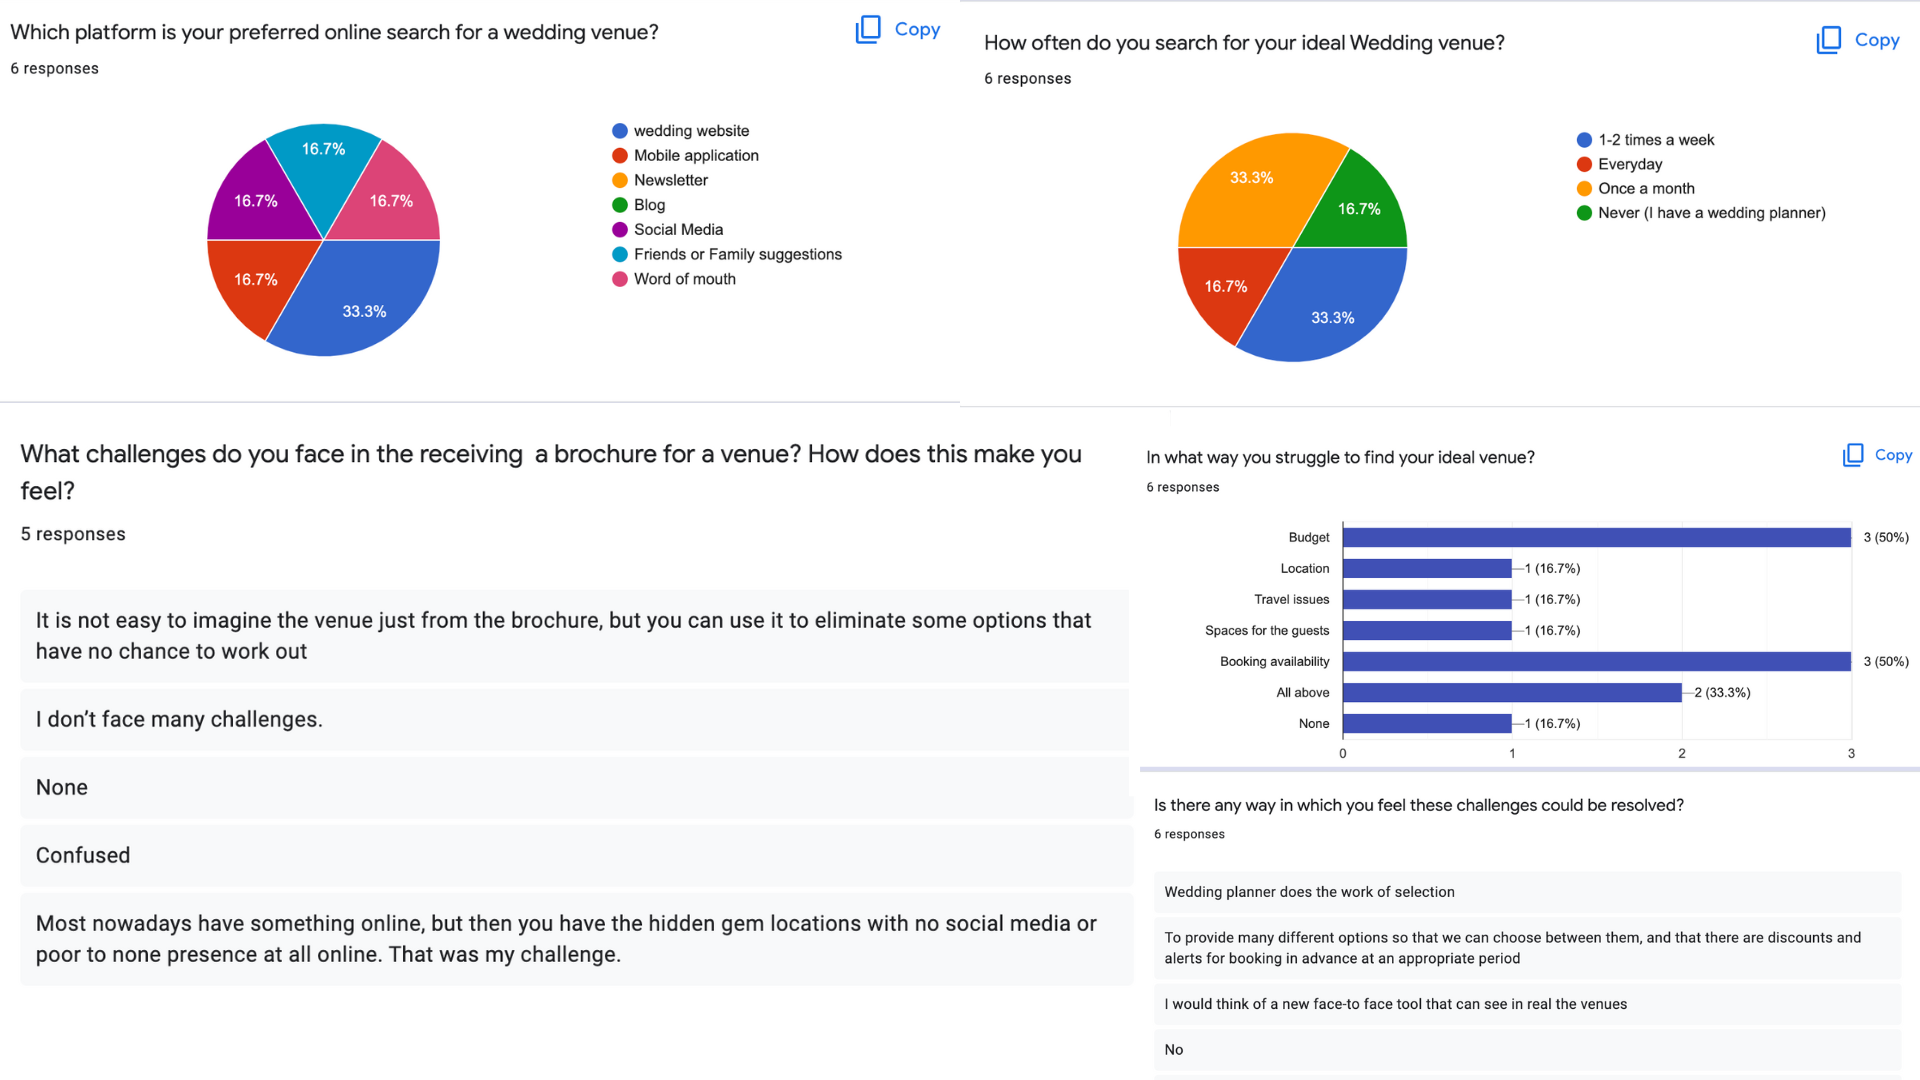 Which platform is your preferred online search for a wedding venue?
Copy
6 responses
16.7%
16.7%
16.7%
16.7%
33.3%
wedding website
Mobile application
Newsletter
Blog
Social Media
Friends or Family suggestions
Word of mouth
How often do you search for your ideal Wedding venue?
Copy
6 responses
33.3%
16.7%
16.7%
33.3%
1-2 times a week
Everyday
Once a month
Never (I have a wedding planner)
What challenges do you face in the receiving  a brochure for a venue? How does this make you
feel?
5 responses
It is not easy to imagine the venue just from the brochure, but you can use it to eliminate some options that
have no chance to work out
I don’t face many challenges.
None
Confused
Most nowadays have something online, but then you have the hidden gem locations with no social media or
poor to none presence at all online. That was my challenge.
In what way you struggle to find your ideal venue?
Copy
6 responses
Budget 3 (50%)
Location 1 (16.7%)
Travel issues 1 (16.7%)
Spaces for the guests 1 (16.7%)
Booking availability 3 (50%)
All above 2 (33.3%)
None 1 (16.7%)
0 1 2 3
Is there any way in which you feel these challenges could be resolved?
6 responses
Wedding planner does the work of selection
To provide many different options so that we can choose between them, and that there are discounts and
alerts for booking in advance at an appropriate period
I would think of a new face-to face tool that can see in real the venues
No